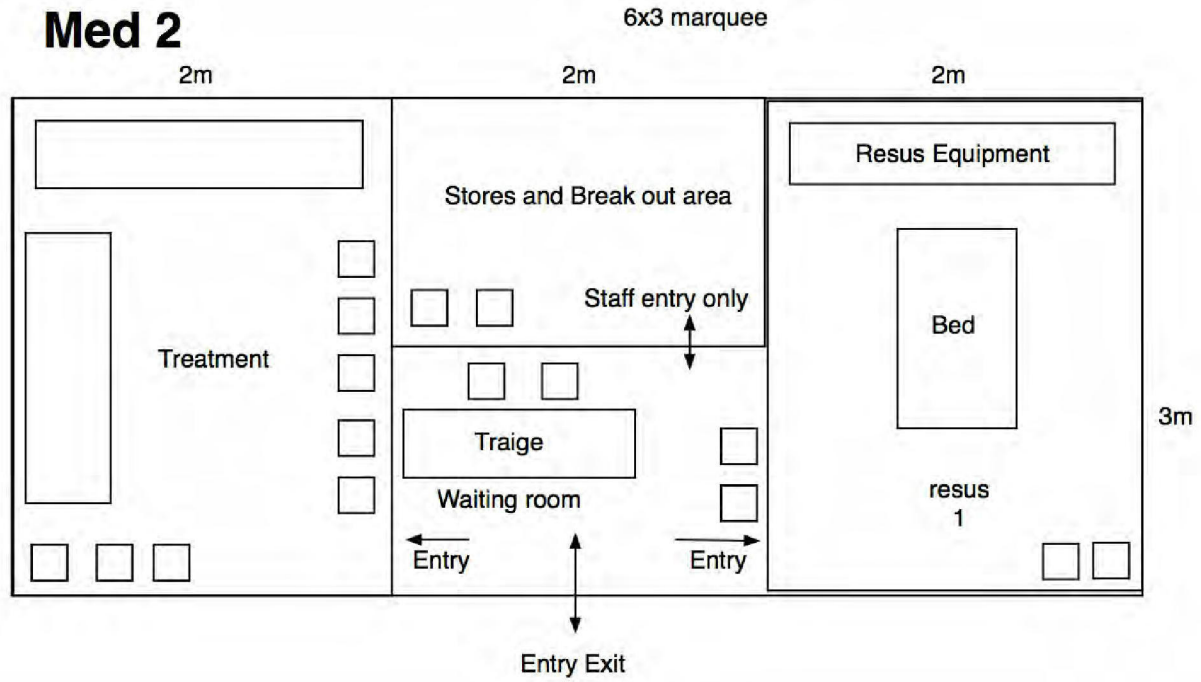 Med 2
6x3 marquee
2m
2m
2m
Resus Equipment
Stores and Break out area
Staff entry only
Bed
Treatment
3m
Traige
Waiting room
resus
1
Entry
Entry
Entry Exit